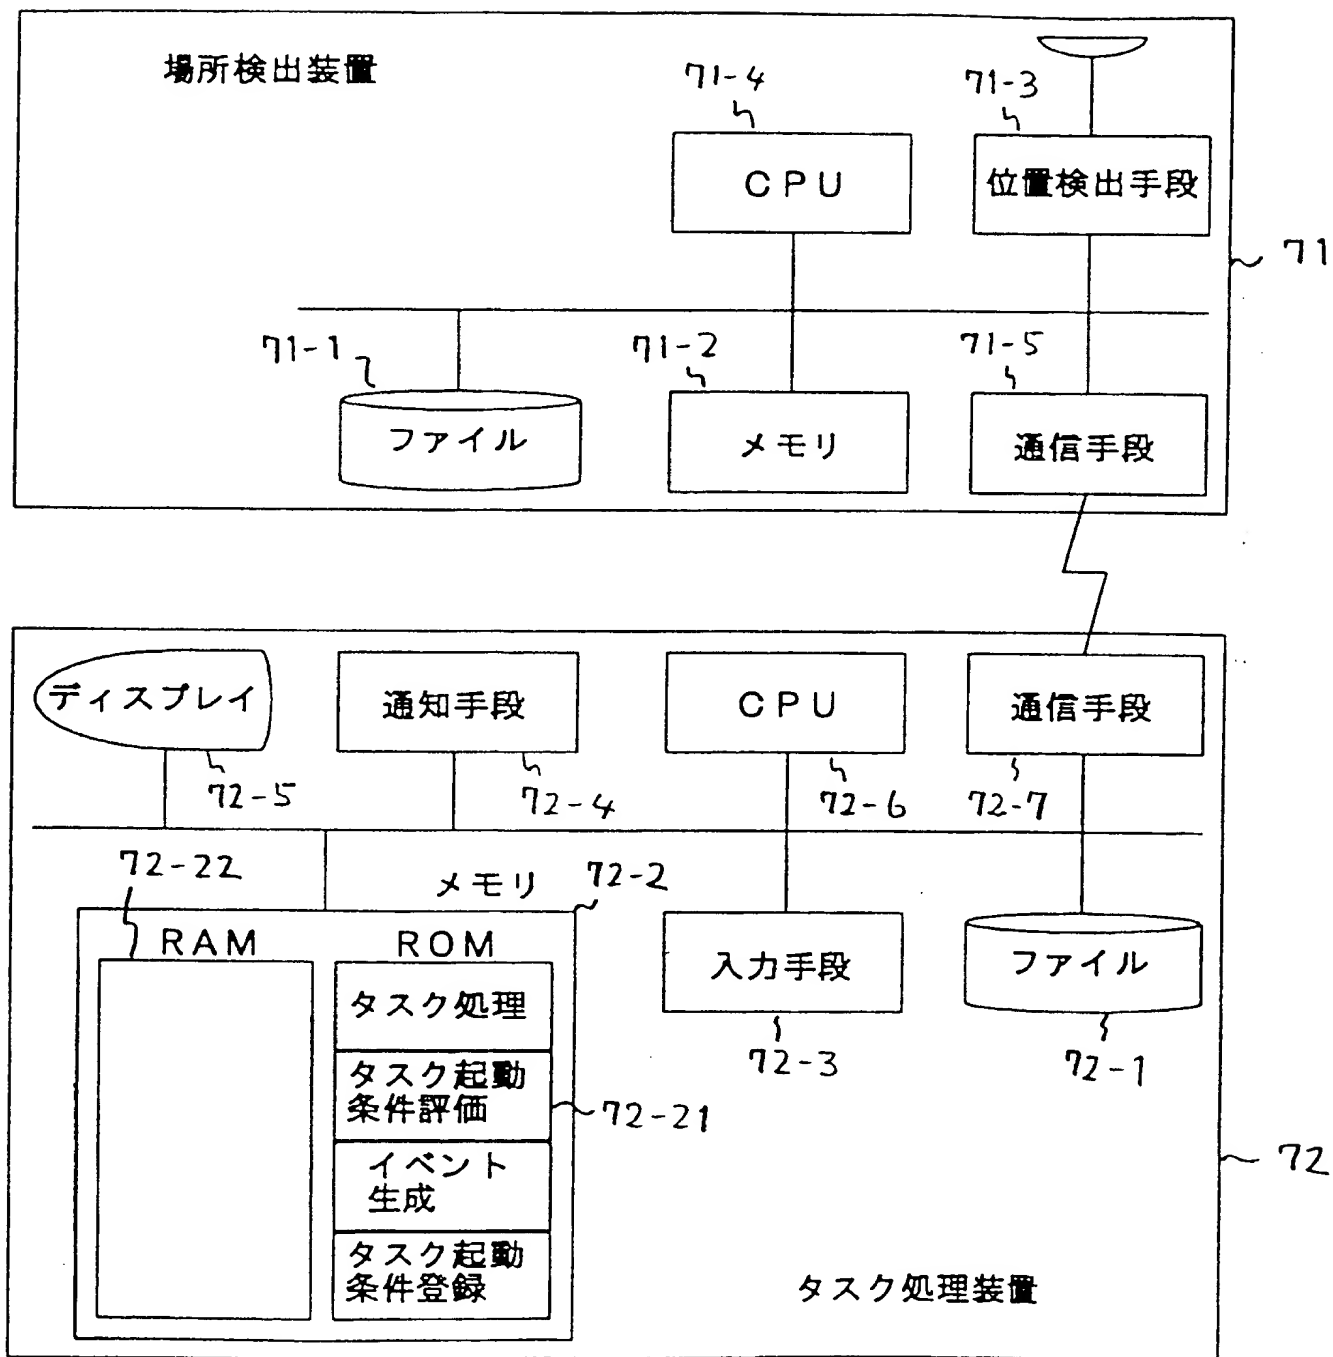 場所検出装置
71-4
71-3
CPU
位置検出手段
71
71-1
71-2
71-5
ファイル
メモリ
通信手段
ディスプレイ
通知手段
CPU
通信手段
72-5
72-4
72-6
72-7
72-22
メモリ
72-2
RAM
ROM
入力手段
ファイル
タスク処理
72-3
72-1
タスク起動
条件評価
72-21
イベント
生成
72
タスク起動
条件登録
タスク処理装置